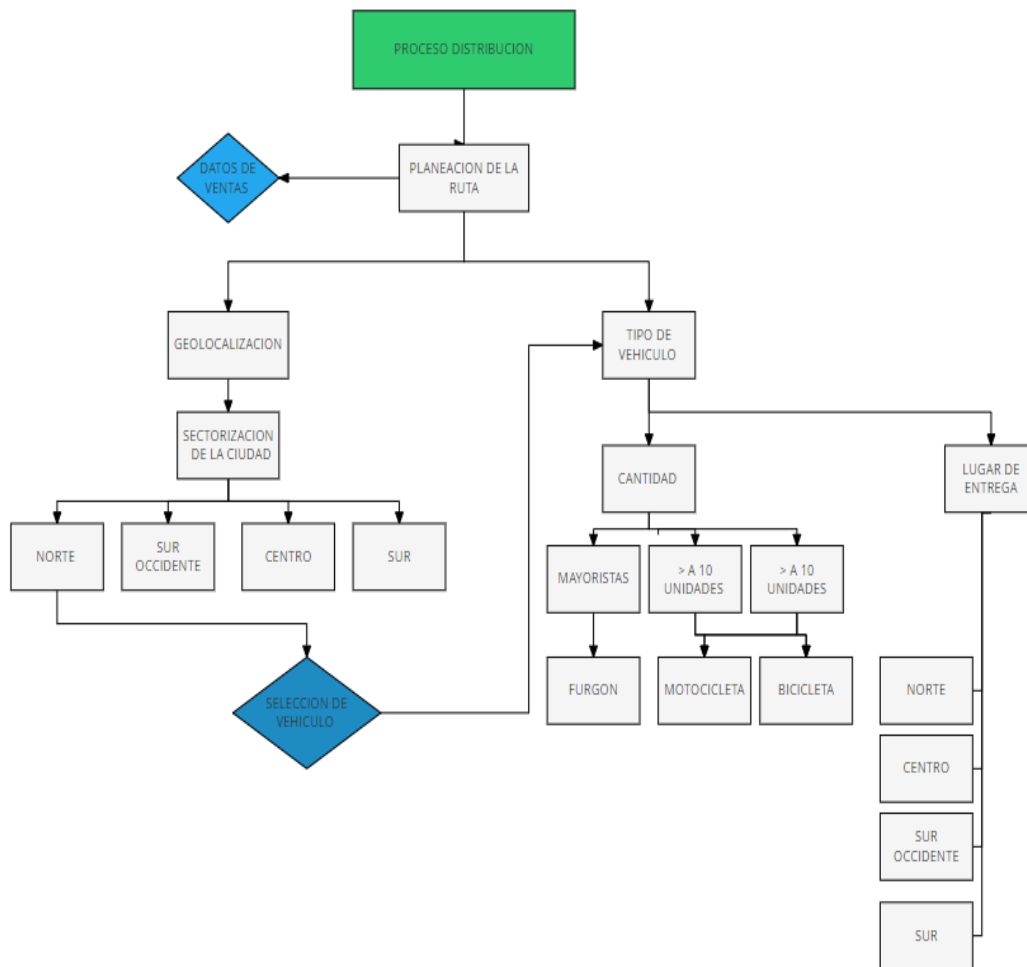 PROCESO DISTRIBUCION
DATOS DE
VENTAS
PLANEACION DE LA
RUTA
GEOLOCALIZACION
TIPO DE
VEHICULO
SECTORIZACION
DE LA CIUDAD
CANTIDAD
LUGAR DE
ENTREGA
NORTE
SUR
OCCIDENTE
CENTRO
SUR
MAYORISTAS
> A 10
UNIDADES
> A 10
UNIDADES
SELECCION DE
VEHICULO
FURGON
MOTOCICLETA
BICICLETA
NORTE
CENTRO
SUR
OCCIDENTE
SUR